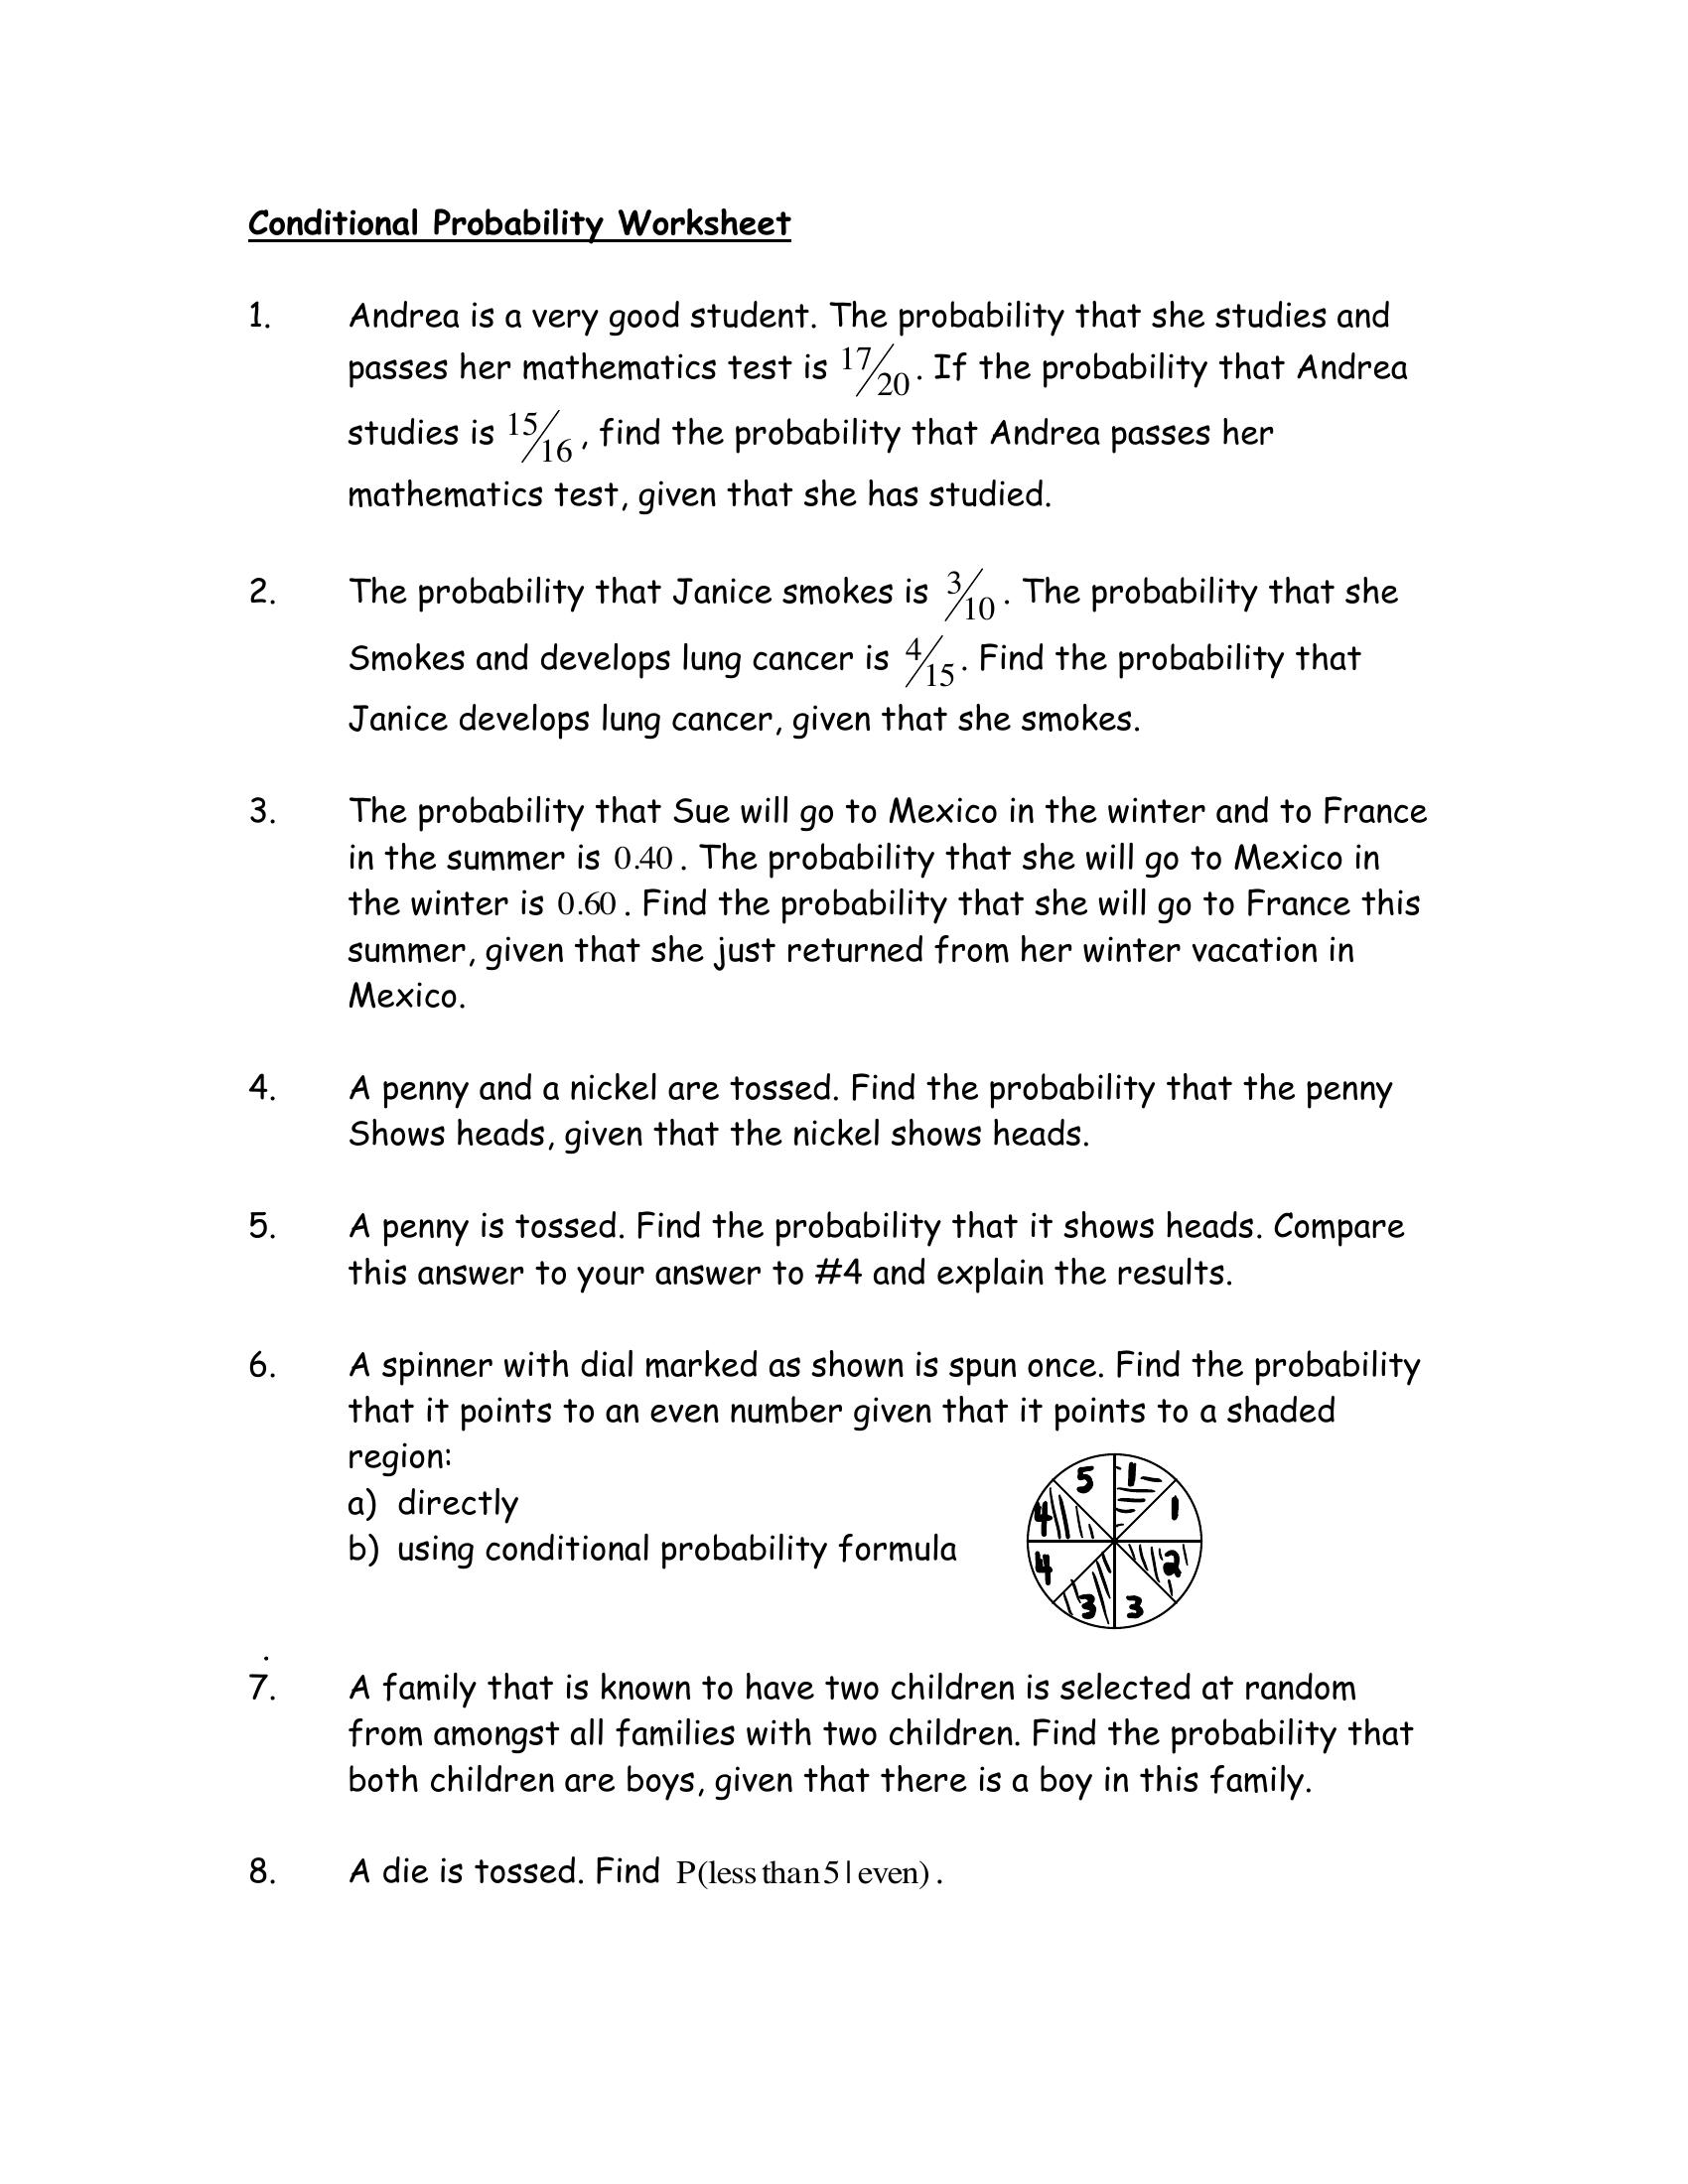 Conditional Probability Worksheet
1. Andrea is a very good student. The probability that she studies and
passes her mathematics test is 17/20. If the probability that Andrea
studies is 15/16, find the probability that Andrea passes her
mathematics test, given that she has studied.
2. The probability that Janice smokes is 3/10. The probability that she
Smokes and develops lung cancer is 4/15. Find the probability that
Janice develops lung cancer, given that she smokes.
3. The probability that Sue will go to Mexico in the winter and to France
in the summer is 0.40. The probability that she will go to Mexico in
the winter is 0.60. Find the probability that she will go to France this
summer, given that she just returned from her winter vacation in
Mexico.
4. A penny and a nickel are tossed. Find the probability that the penny
Shows heads, given that the nickel shows heads.
5. A penny is tossed. Find the probability that it shows heads. Compare
this answer to your answer to #4 and explain the results.
6. A spinner with dial marked as shown is spun once. Find the probability
that it points to an even number given that it points to a shaded
region:
a) directly
b) using conditional probability formula
5 1
4 1
4 2
3 3
.
7. A family that is known to have two children is selected at random
from amongst all families with two children. Find the probability that
both children are boys, given that there is a boy in this family.
8. A die is tossed. Find P(less than 5 | even).